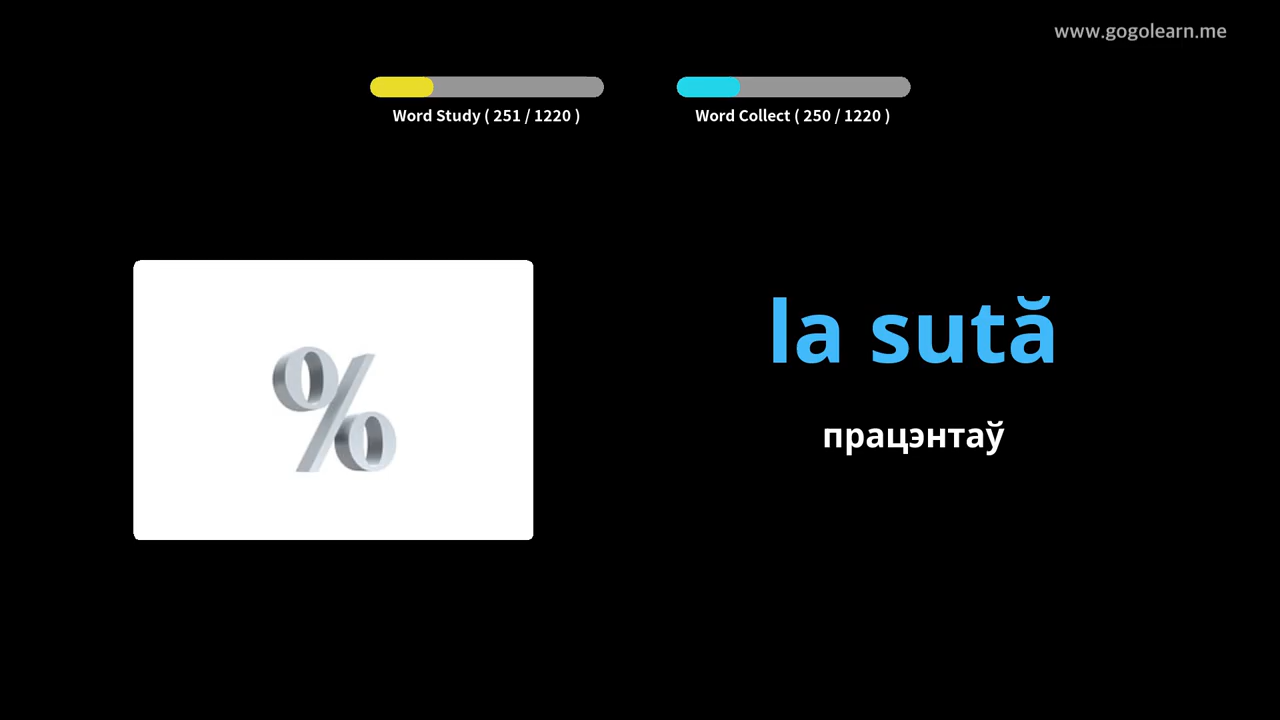 www.gogolearn.me
Word Study ( 251 / 1220 )
Word Collect ( 250 / 1220 )
%
la sută
працэнтаў